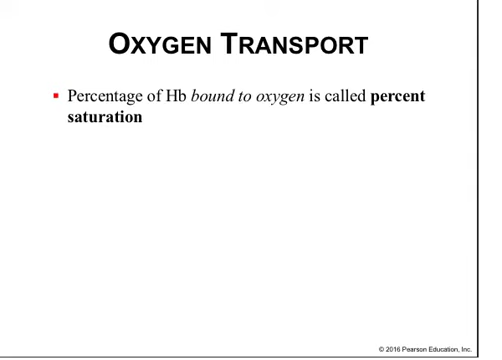 OXYGEN TRANSPORT
▪ Percentage of Hb bound to oxygen is called percent
saturation
© 2016 Pearson Education, Inc.